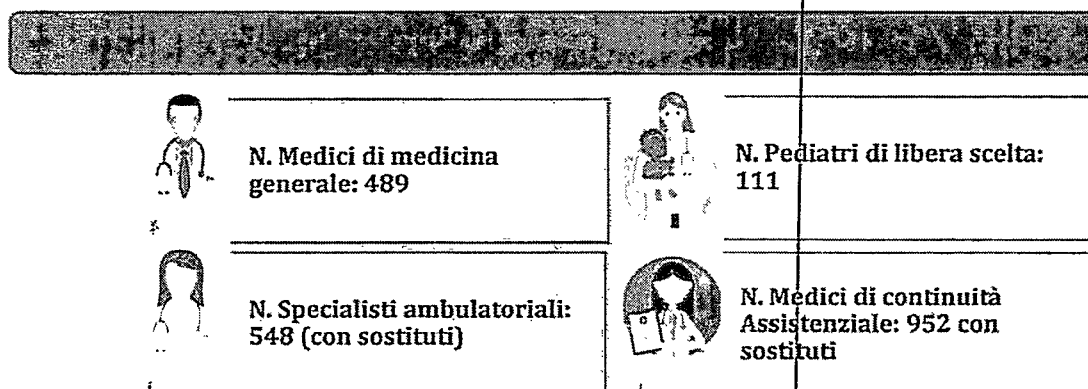 N. Medici di medicina
generale: 489
N. Pediatri di libera scelta:
111
N. Specialisti ambulatoriali:
548 (con sostituti)
N. Medici di continuità
Assistenziale: 952 con
sostituti